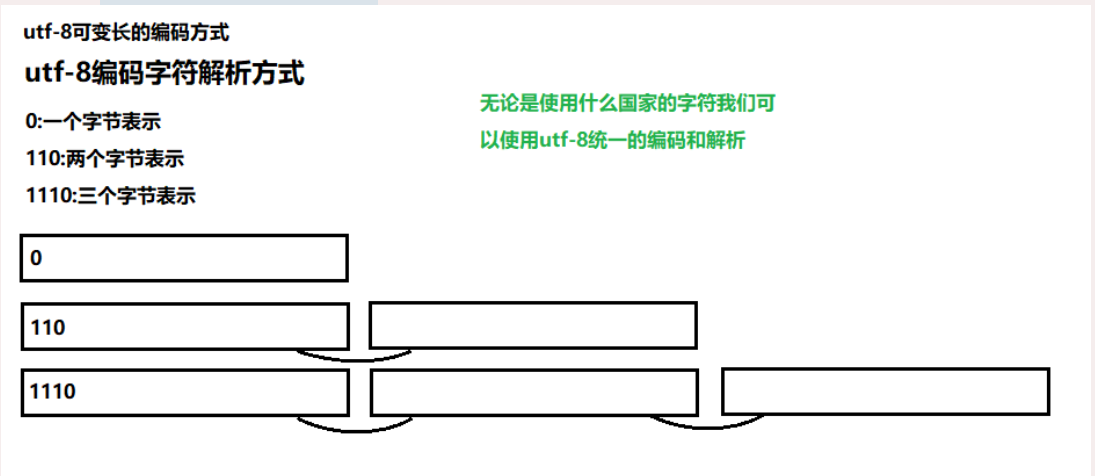 utf-8可变长的编码方式
utf-8编码字符解析方式
0:一个字节表示
110:两个字节表示
1110:三个字节表示
无论是使用什么国家的字符我们可
以使用utf-8统一的编码和解析
0
110
1110